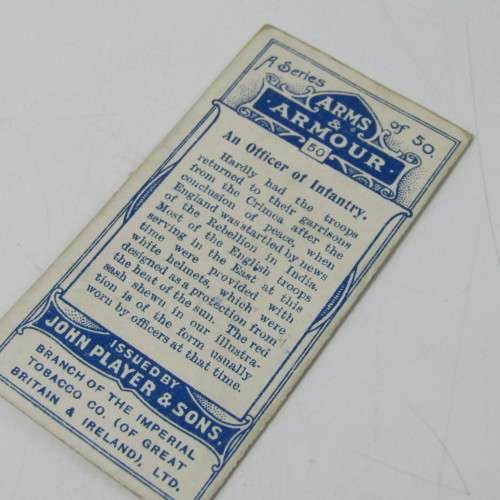 A Series
of 50.
ARMS
&
ARMOUR
50
An Officer of Infantry.
Hardly had the troops
returned to their garrisons
from the Crimea after the
conclusion of peace, when
England was startled by news
of the Rebellion in India.
Most of the English troops
serving in the East at this
time were provided with
white helmets, which were
designed as a protection from
the heat of the sun. The red
sash shewn in our illustra-
tion is of the form usually
worn by officers at that time.
ISSUED BY
JOHN PLAYER & SONS,
BRANCH OF THE IMPERIAL
TOBACCO CO. (OF GREAT
BRITAIN & IRELAND), LTD.